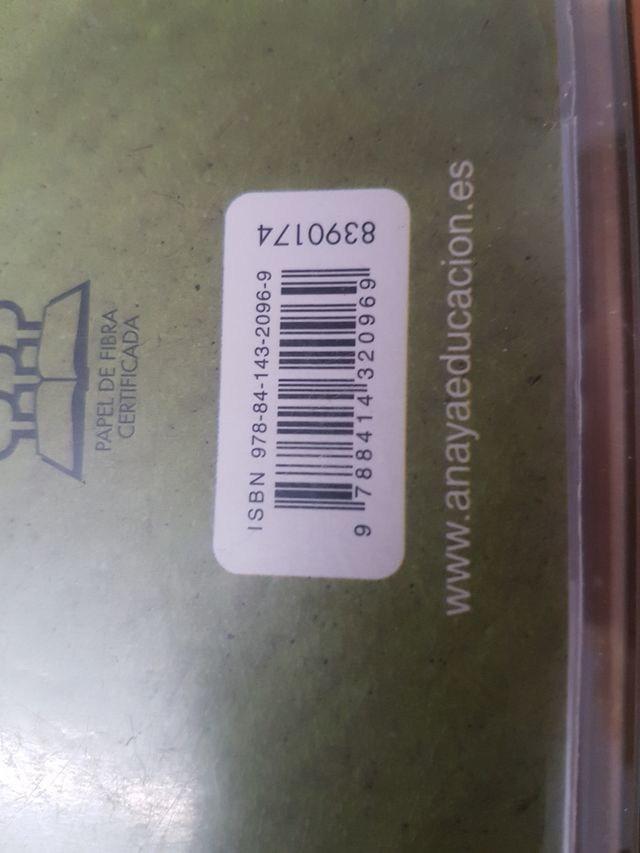 PAPEL DE FIBRA
CERTIFICADA.
ISBN 978-84-143-2096-9
9 788414 320969
8390174
www.anayaeducacion.es